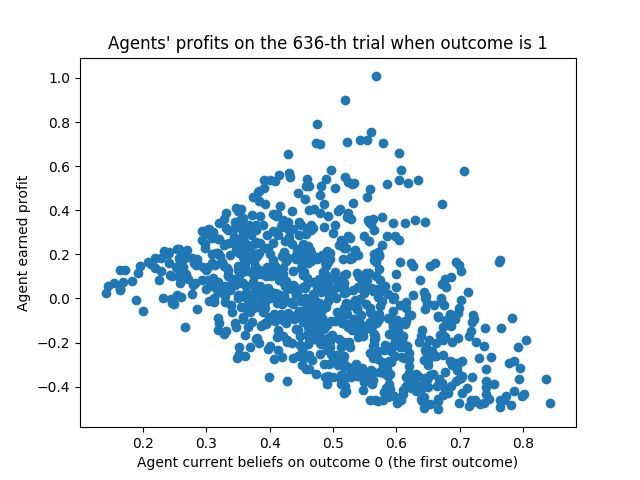 Agents' profits on the 636-th trial when outcome is 1
1.0
0.8
0.6
0.4
0.2
0.0
−0.2
−0.4
Agent earned profit
0.2 0.3 0.4 0.5 0.6 0.7 0.8
Agent current beliefs on outcome 0 (the first outcome)